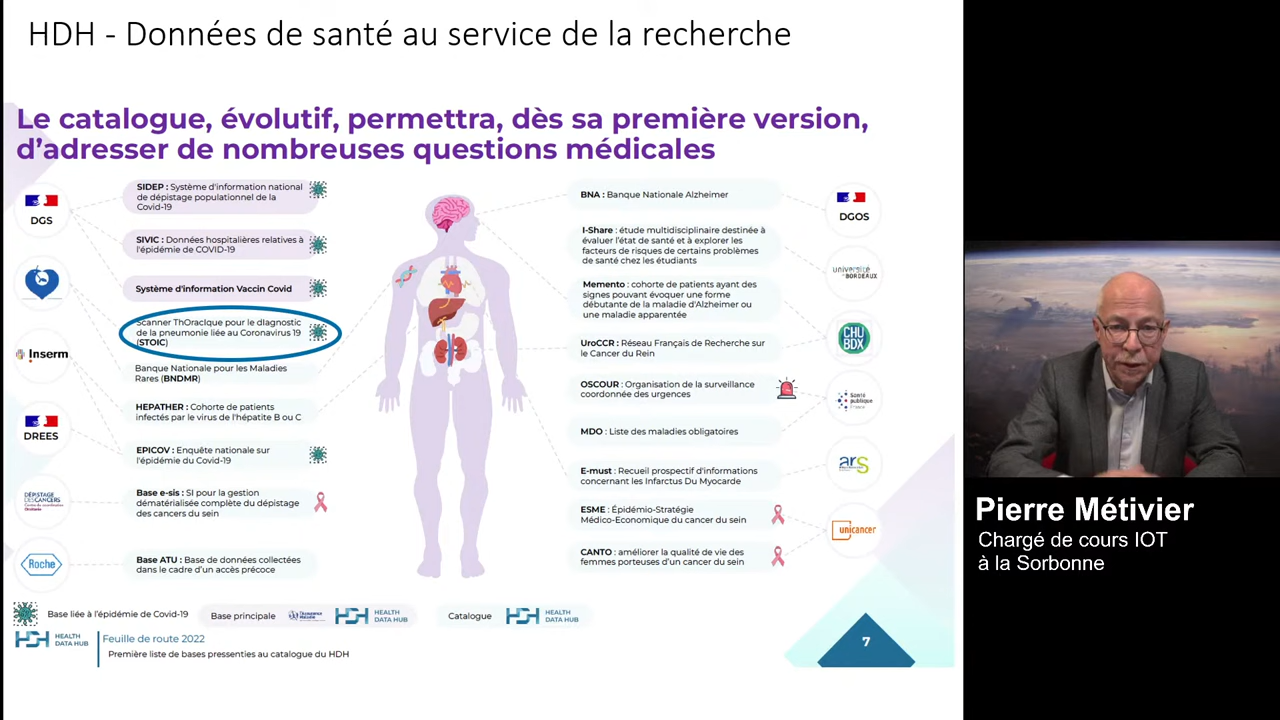 HDH - Données de santé au service de la recherche
Le catalogue, évolutif, permettra, dès sa première version,
d'adresser de nombreuses questions médicales
DGS
Inserm
DREES
DÉPISTAGE
DES CANCERS
Roche
SIDEP : Système d'information national
de dépistage populationnel de la
Covid-19
SIVIC : Données hospitalières relatives à
l'épidémie de COVID-19
Système d'information Vaccin Covid
Scanner ThOracIque pour le diagnostic
de la pneumonie liée au Coronavirus 19
(STOIC)
Banque Nationale pour les Maladies
Rares (BNDMR)
HEPATHER : Cohorte de patients
infectés par le virus de l'hépatite B ou C
EPICOV : Enquête nationale sur
l'épidémie du Covid-19
Base e-sis : SI pour la gestion
dématérialisée complète du dépistage
des cancers du sein
Base ATU : Base de données collectées
dans le cadre d'un accès précoce
BNA : Banque Nationale Alzheimer
I-Share : étude multidisciplinaire destinée à
évaluer l'état de santé et à explorer les
facteurs de risques de certains problèmes
de santé chez les étudiants
Memento : cohorte de patients ayant des
signes pouvant évoquer une forme
débutante de la maladie d'Alzheimer ou
une maladie apparentée
UroCCR : Réseau Français de Recherche sur
le Cancer du Rein
OSCOUR : Organisation de la surveillance
coordonnée des urgences
MDO : Liste des maladies obligatoires
E-must : Recueil prospectif d'informations
concernant les Infarctus Du Myocarde
ESME : Épidémio-Stratégie
Médico-Economique du cancer du sein
CANTO : améliorer la qualité de vie des
femmes porteuses d'un cancer du sein
DGOS
université
de BORDEAUX
CHU
BDX
Santé
publique
France
ars
unicancer
Base liée à l'épidémie de Covid-19
Base principale
HDH HEALTH
DATA HUB
Catalogue
HDH HEALTH
DATA HUB
HDH HEALTH
DATA HUB
Feuille de route 2022
Première liste de bases pressenties au catalogue du HDH
7
Pierre Métivier
Chargé de cours IOT
à la Sorbonne